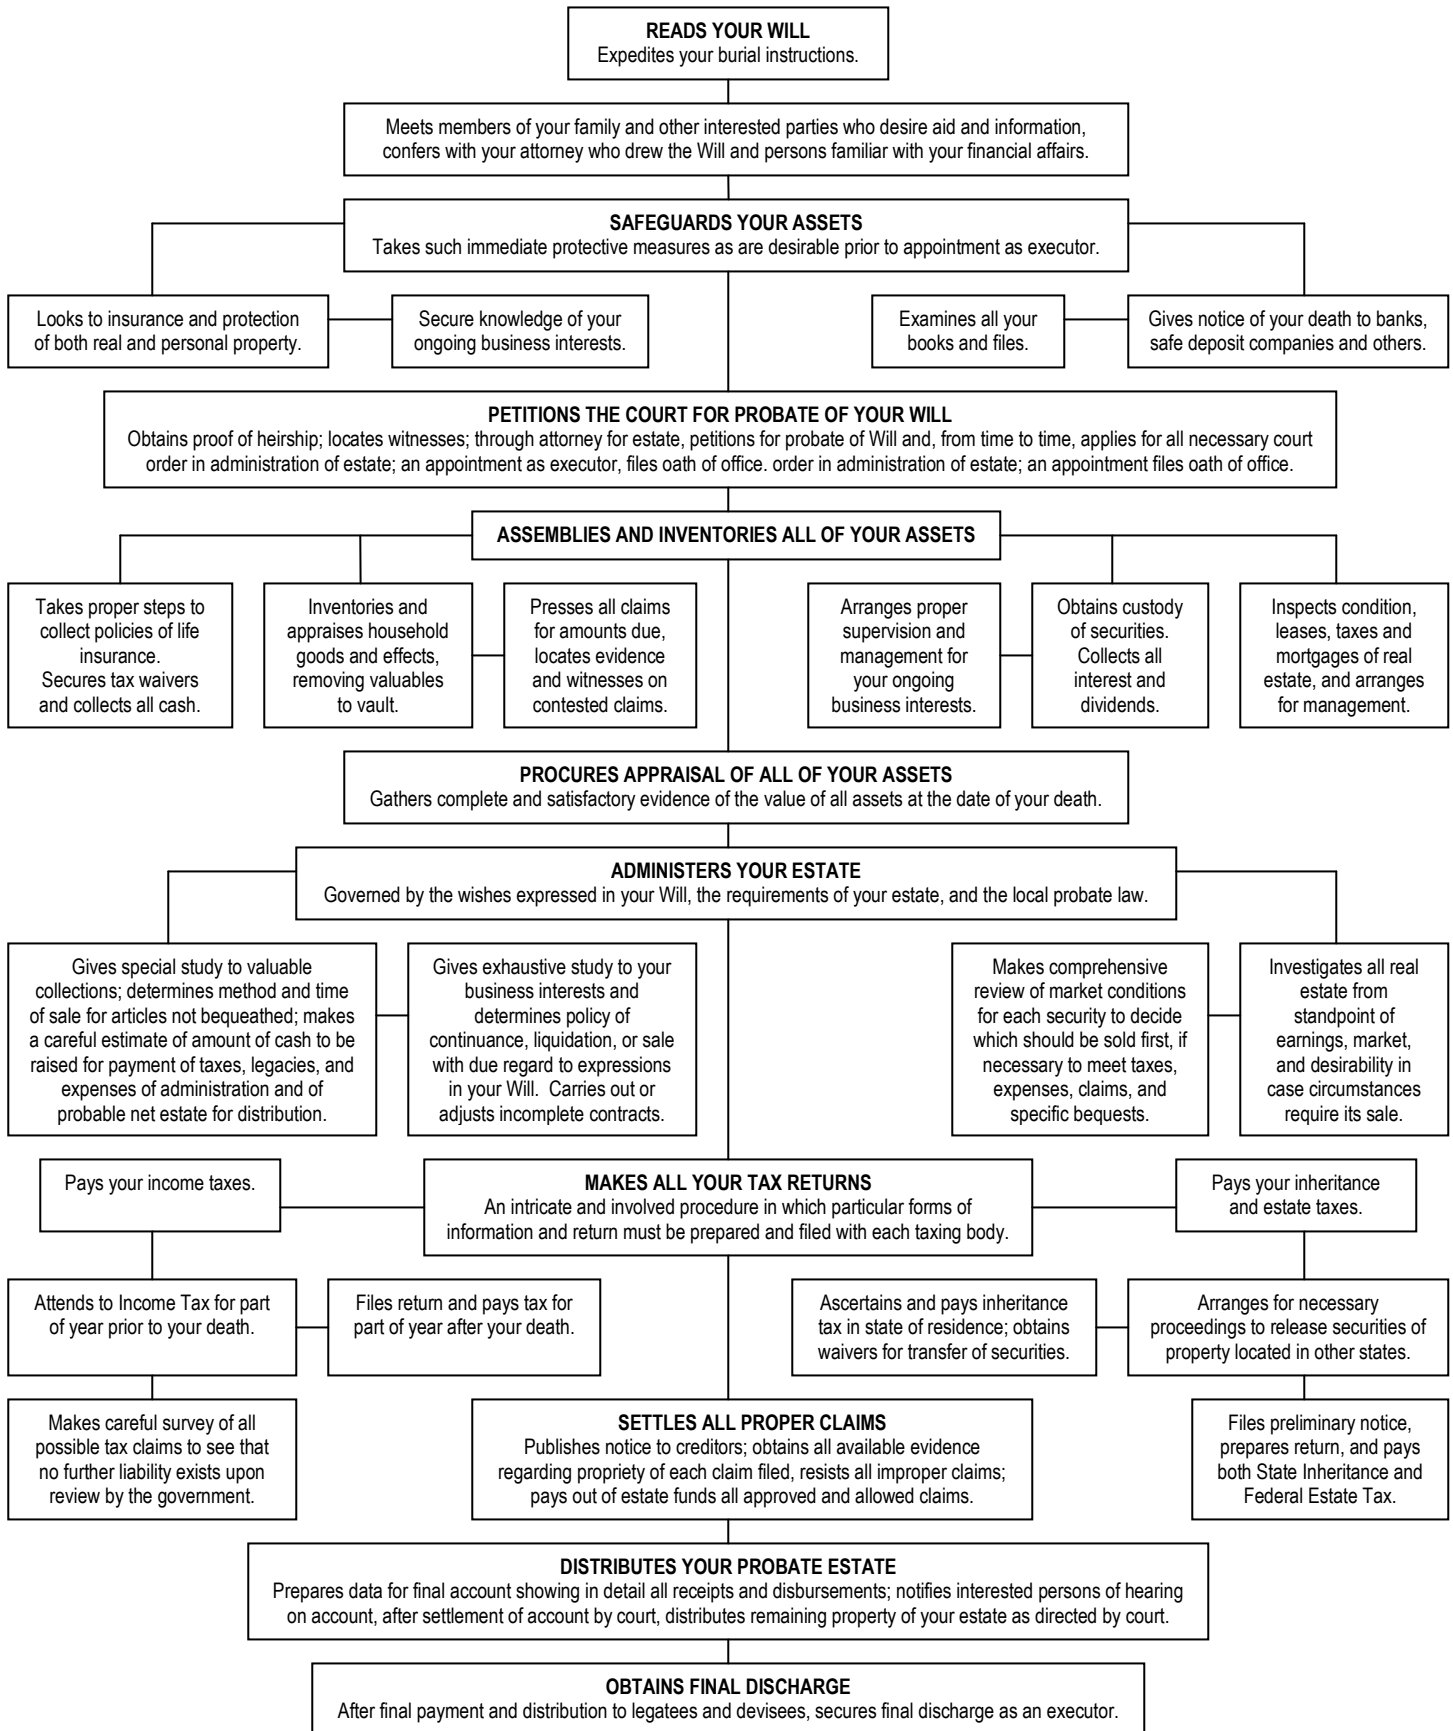 READS YOUR WILL
Expedites your burial instructions.
Meets members of your family and other interested parties who desire aid and information,
confers with your attorney who drew the Will and persons familiar with your financial affairs.
SAFEGUARDS YOUR ASSETS
Takes such immediate protective measures as are desirable prior to appointment as executor.
Looks to insurance and protection
of both real and personal property.
Secure knowledge of your
ongoing business interests.
Examines all your
books and files.
Gives notice of your death to banks,
safe deposit companies and others.
PETITIONS THE COURT FOR PROBATE OF YOUR WILL
Obtains proof of heirship; locates witnesses; through attorney for estate, petitions for probate of Will and, from time to time, applies for all necessary court
order in administration of estate; an appointment as executor, files oath of office. order in administration of estate; an appointment files oath of office.
ASSEMBLIES AND INVENTORIES ALL OF YOUR ASSETS
Takes proper steps to
collect policies of life
insurance.
Secures tax waivers
and collects all cash.
Inventories and
appraises household
goods and effects,
removing valuables
to vault.
Presses all claims
for amounts due,
locates evidence
and witnesses on
contested claims.
Arranges proper
supervision and
management for
your ongoing
business interests.
Obtains custody
of securities.
Collects all
interest and
dividends.
Inspects condition,
leases, taxes and
mortgages of real
estate, and arranges
for management.
PROCURES APPRAISAL OF ALL OF YOUR ASSETS
Gathers complete and satisfactory evidence of the value of all assets at the date of your death.
ADMINISTERS YOUR ESTATE
Governed by the wishes expressed in your Will, the requirements of your estate, and the local probate law.
Gives special study to valuable
collections; determines method and time
of sale for articles not bequeathed; makes
a careful estimate of amount of cash to be
raised for payment of taxes, legacies, and
expenses of administration and of
probable net estate for distribution.
Gives exhaustive study to your
business interests and
determines policy of
continuance, liquidation, or sale
with due regard to expressions
in your Will. Carries out or
adjusts incomplete contracts.
Makes comprehensive
review of market conditions
for each security to decide
which should be sold first, if
necessary to meet taxes,
expenses, claims, and
specific bequests.
Investigates all real
estate from
standpoint of
earnings, market,
and desirability in
case circumstances
require its sale.
Pays your income taxes.
MAKES ALL YOUR TAX RETURNS
An intricate and involved procedure in which particular forms of
information and return must be prepared and filed with each taxing body.
Pays your inheritance
and estate taxes.
Attends to Income Tax for part
of year prior to your death.
Files return and pays tax for
part of year after your death.
Ascertains and pays inheritance
tax in state of residence; obtains
waivers for transfer of securities.
Arranges for necessary
proceedings to release securities of
property located in other states.
Makes careful survey of all
possible tax claims to see that
no further liability exists upon
review by the government.
SETTLES ALL PROPER CLAIMS
Publishes notice to creditors; obtains all available evidence
regarding propriety of each claim filed, resists all improper claims;
pays out of estate funds all approved and allowed claims.
Files preliminary notice,
prepares return, and pays
both State Inheritance and
Federal Estate Tax.
DISTRIBUTES YOUR PROBATE ESTATE
Prepares data for final account showing in detail all receipts and disbursements; notifies interested persons of hearing
on account, after settlement of account by court, distributes remaining property of your estate as directed by court.
OBTAINS FINAL DISCHARGE
After final payment and distribution to legatees and devisees, secures final discharge as an executor.